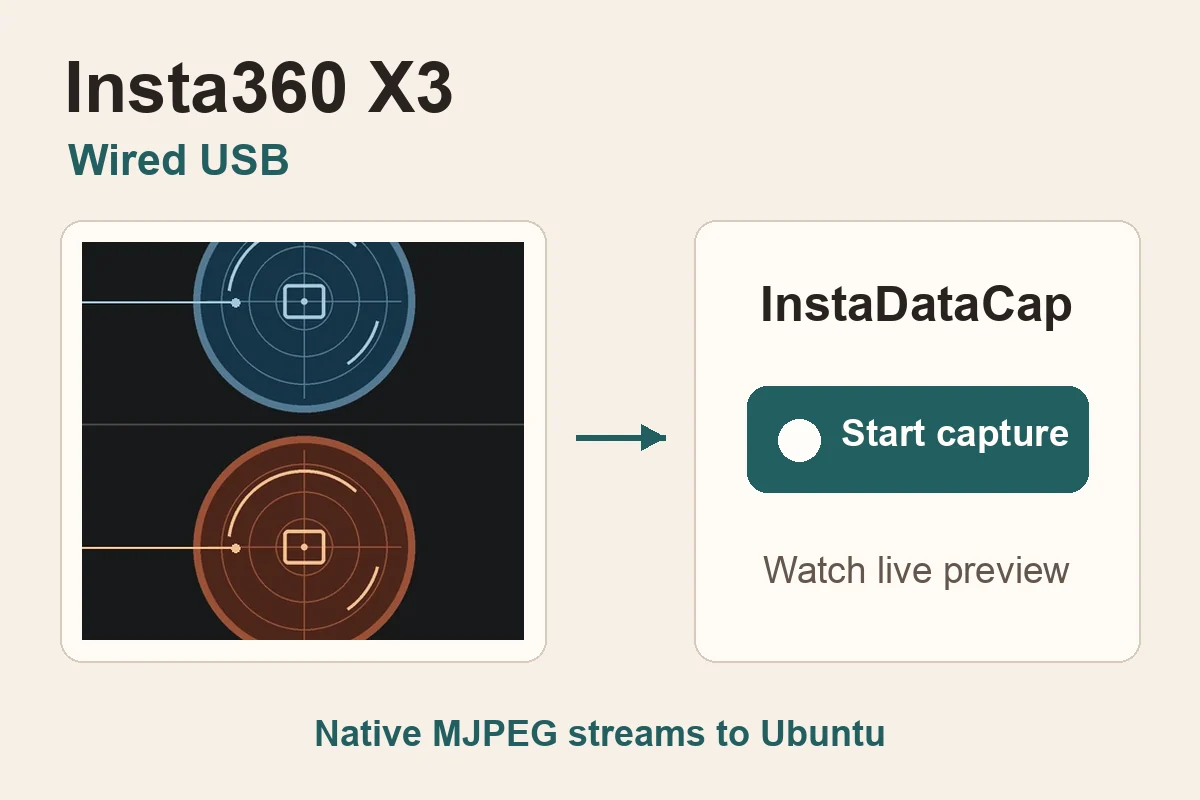 Insta360 X3
Wired USB
InstaDataCap
Start capture
Watch live preview
Native MJPEG streams to Ubuntu